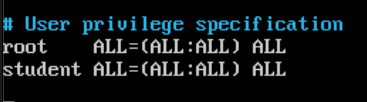 # User privilege specification
root    ALL=(ALL:ALL) ALL
student ALL=(ALL:ALL) ALL